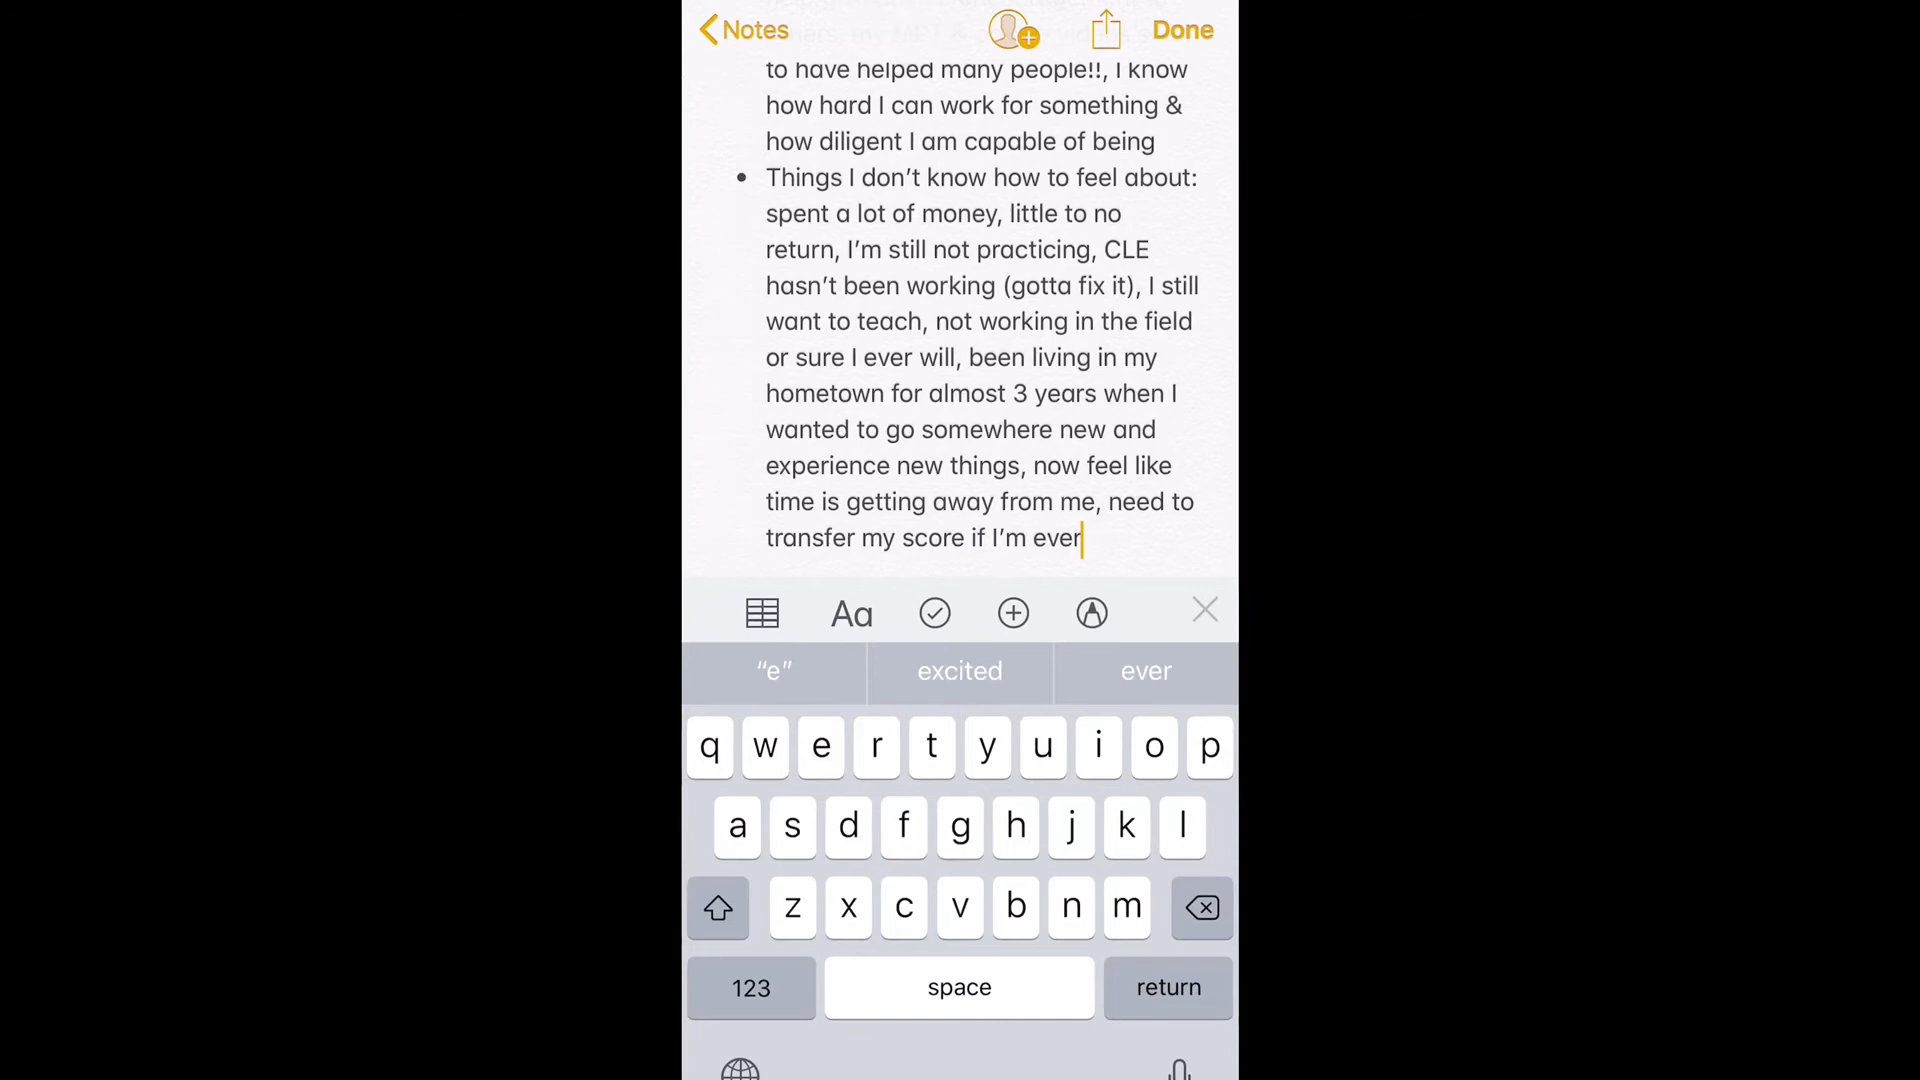 Notes
Done
to have helped many people!!, I know
how hard I can work for something &
how diligent I am capable of being
• Things I don’t know how to feel about:
spent a lot of money, little to no
return, I’m still not practicing, CLE
hasn’t been working (gotta fix it), I still
want to teach, not working in the field
or sure I ever will, been living in my
hometown for almost 3 years when I
wanted to go somewhere new and
experience new things, now feel like
time is getting away from me, need to
transfer my score if I’m ever
Aa
“e” excited ever
q w e r t y u i o p
a s d f g h j k l
z x c v b n m
123 space return